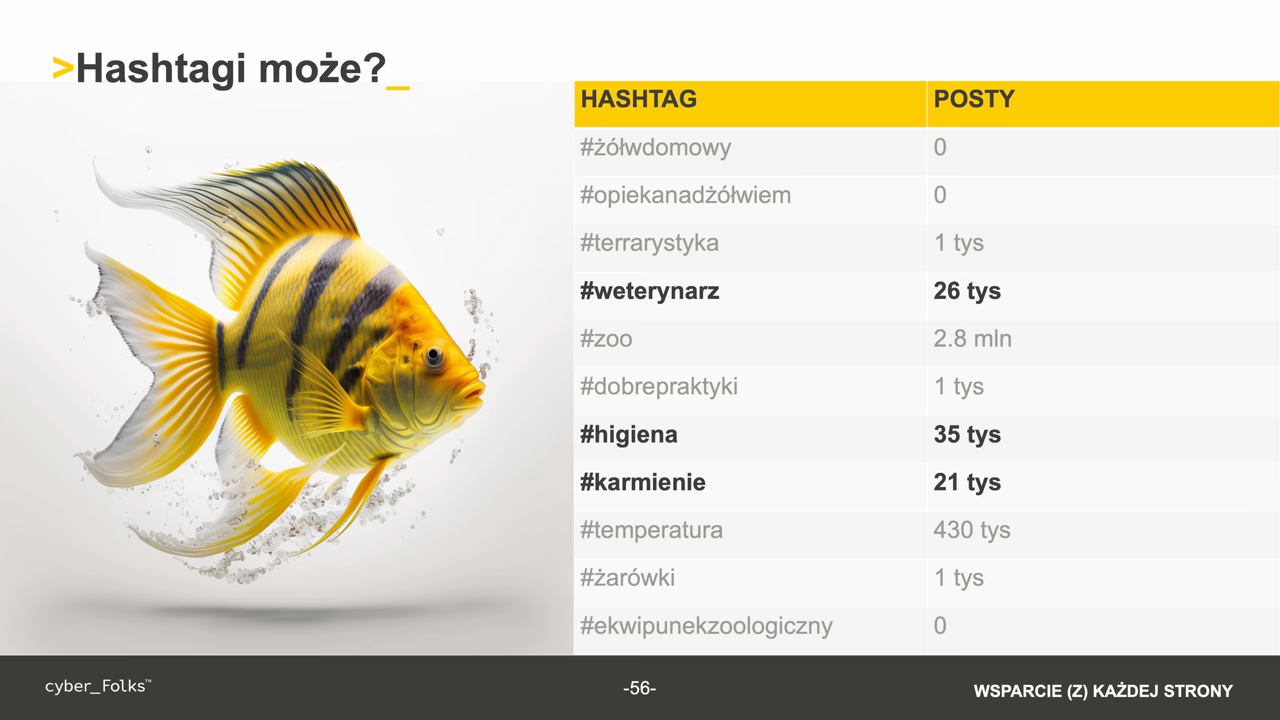 >Hashtagi może?_
HASHTAG POSTY
#żółwdomowy 0
#opiekanadżółwiem 0
#terrarystyka 1 tys
#weterynarz 26 tys
#zoo 2.8 mln
#dobrepraktyki 1 tys
#higiena 35 tys
#karmienie 21 tys
#temperatura 430 tys
#żarówki 1 tys
#ekwipunekzoologiczny 0
cyber_Folks™ -56- WSPARCIE (Z) KAŻDEJ STRONY